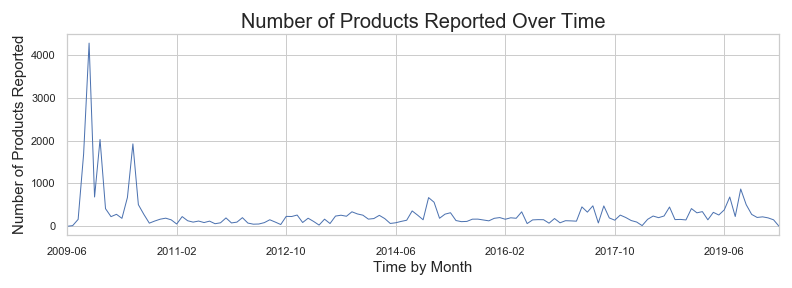 Number of Products Reported Over Time
Number of Products Reported
4000
3000
2000
1000
0
2009-06 2011-02 2012-10 2014-06 2016-02 2017-10 2019-06
Time by Month